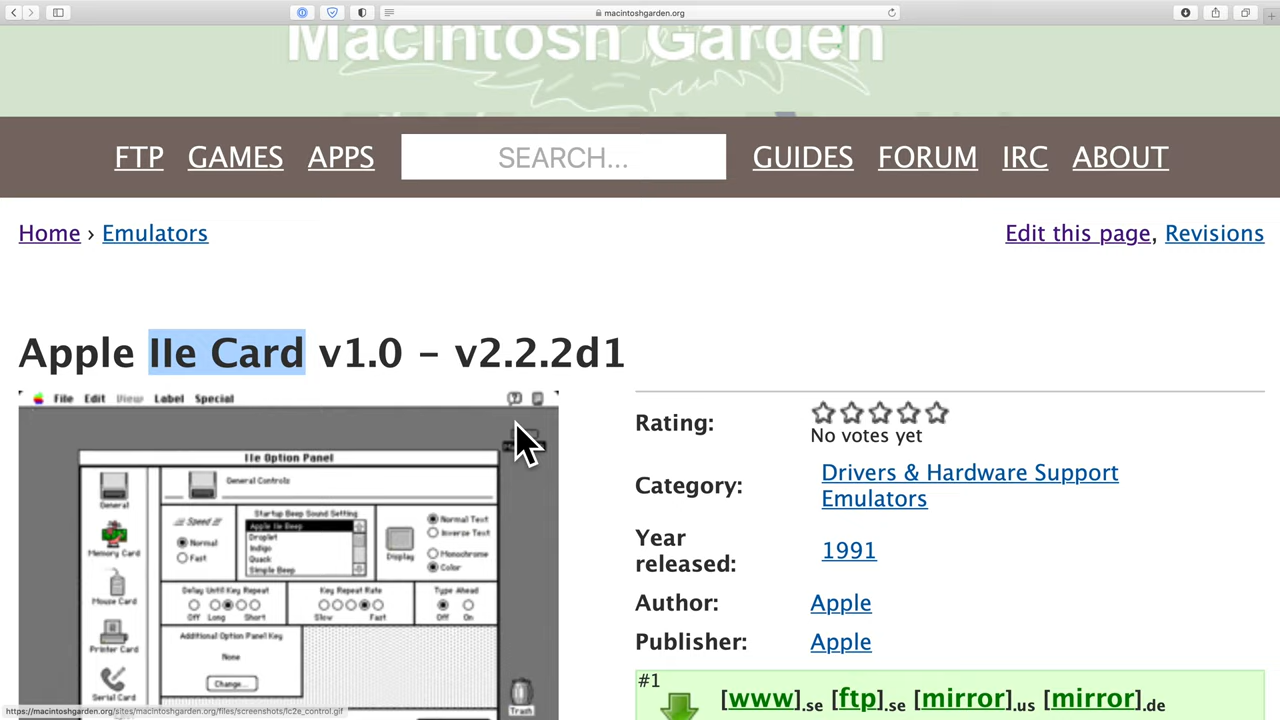 macintoshgarden.org
Macintosh Garden
FTP GAMES APPS SEARCH... GUIDES FORUM IRC ABOUT
Home › Emulators
Edit this page, Revisions
Apple IIe Card v1.0 – v2.2.2d1
File Edit View Label Special
IIe Option Panel
General
General Controls
Memory Card
Mouse Card
Printer Card
Serial Card
Speed
Normal
Fast
Startup Beep Sound Setting
Apple IIe Beep
Droplet
Indigo
Quack
Simple Beep
Display
Normal Text
Inverse Text
Monochrome
Color
Delay Until Key Repeat
Off Long Short
Key Repeat Rate
Slow Fast
Type Ahead
Off On
Additional Option Panel Key
None
Change...
Trash
Rating:
No votes yet
Category:
Drivers & Hardware Support
Emulators
Year
released:
1991
Author:
Apple
Publisher:
Apple
#1
[www].se [ftp].se [mirror].us [mirror].de
https://macintoshgarden.org/sites/macintoshgarden.org/files/screenshots/lc2e_control.gif